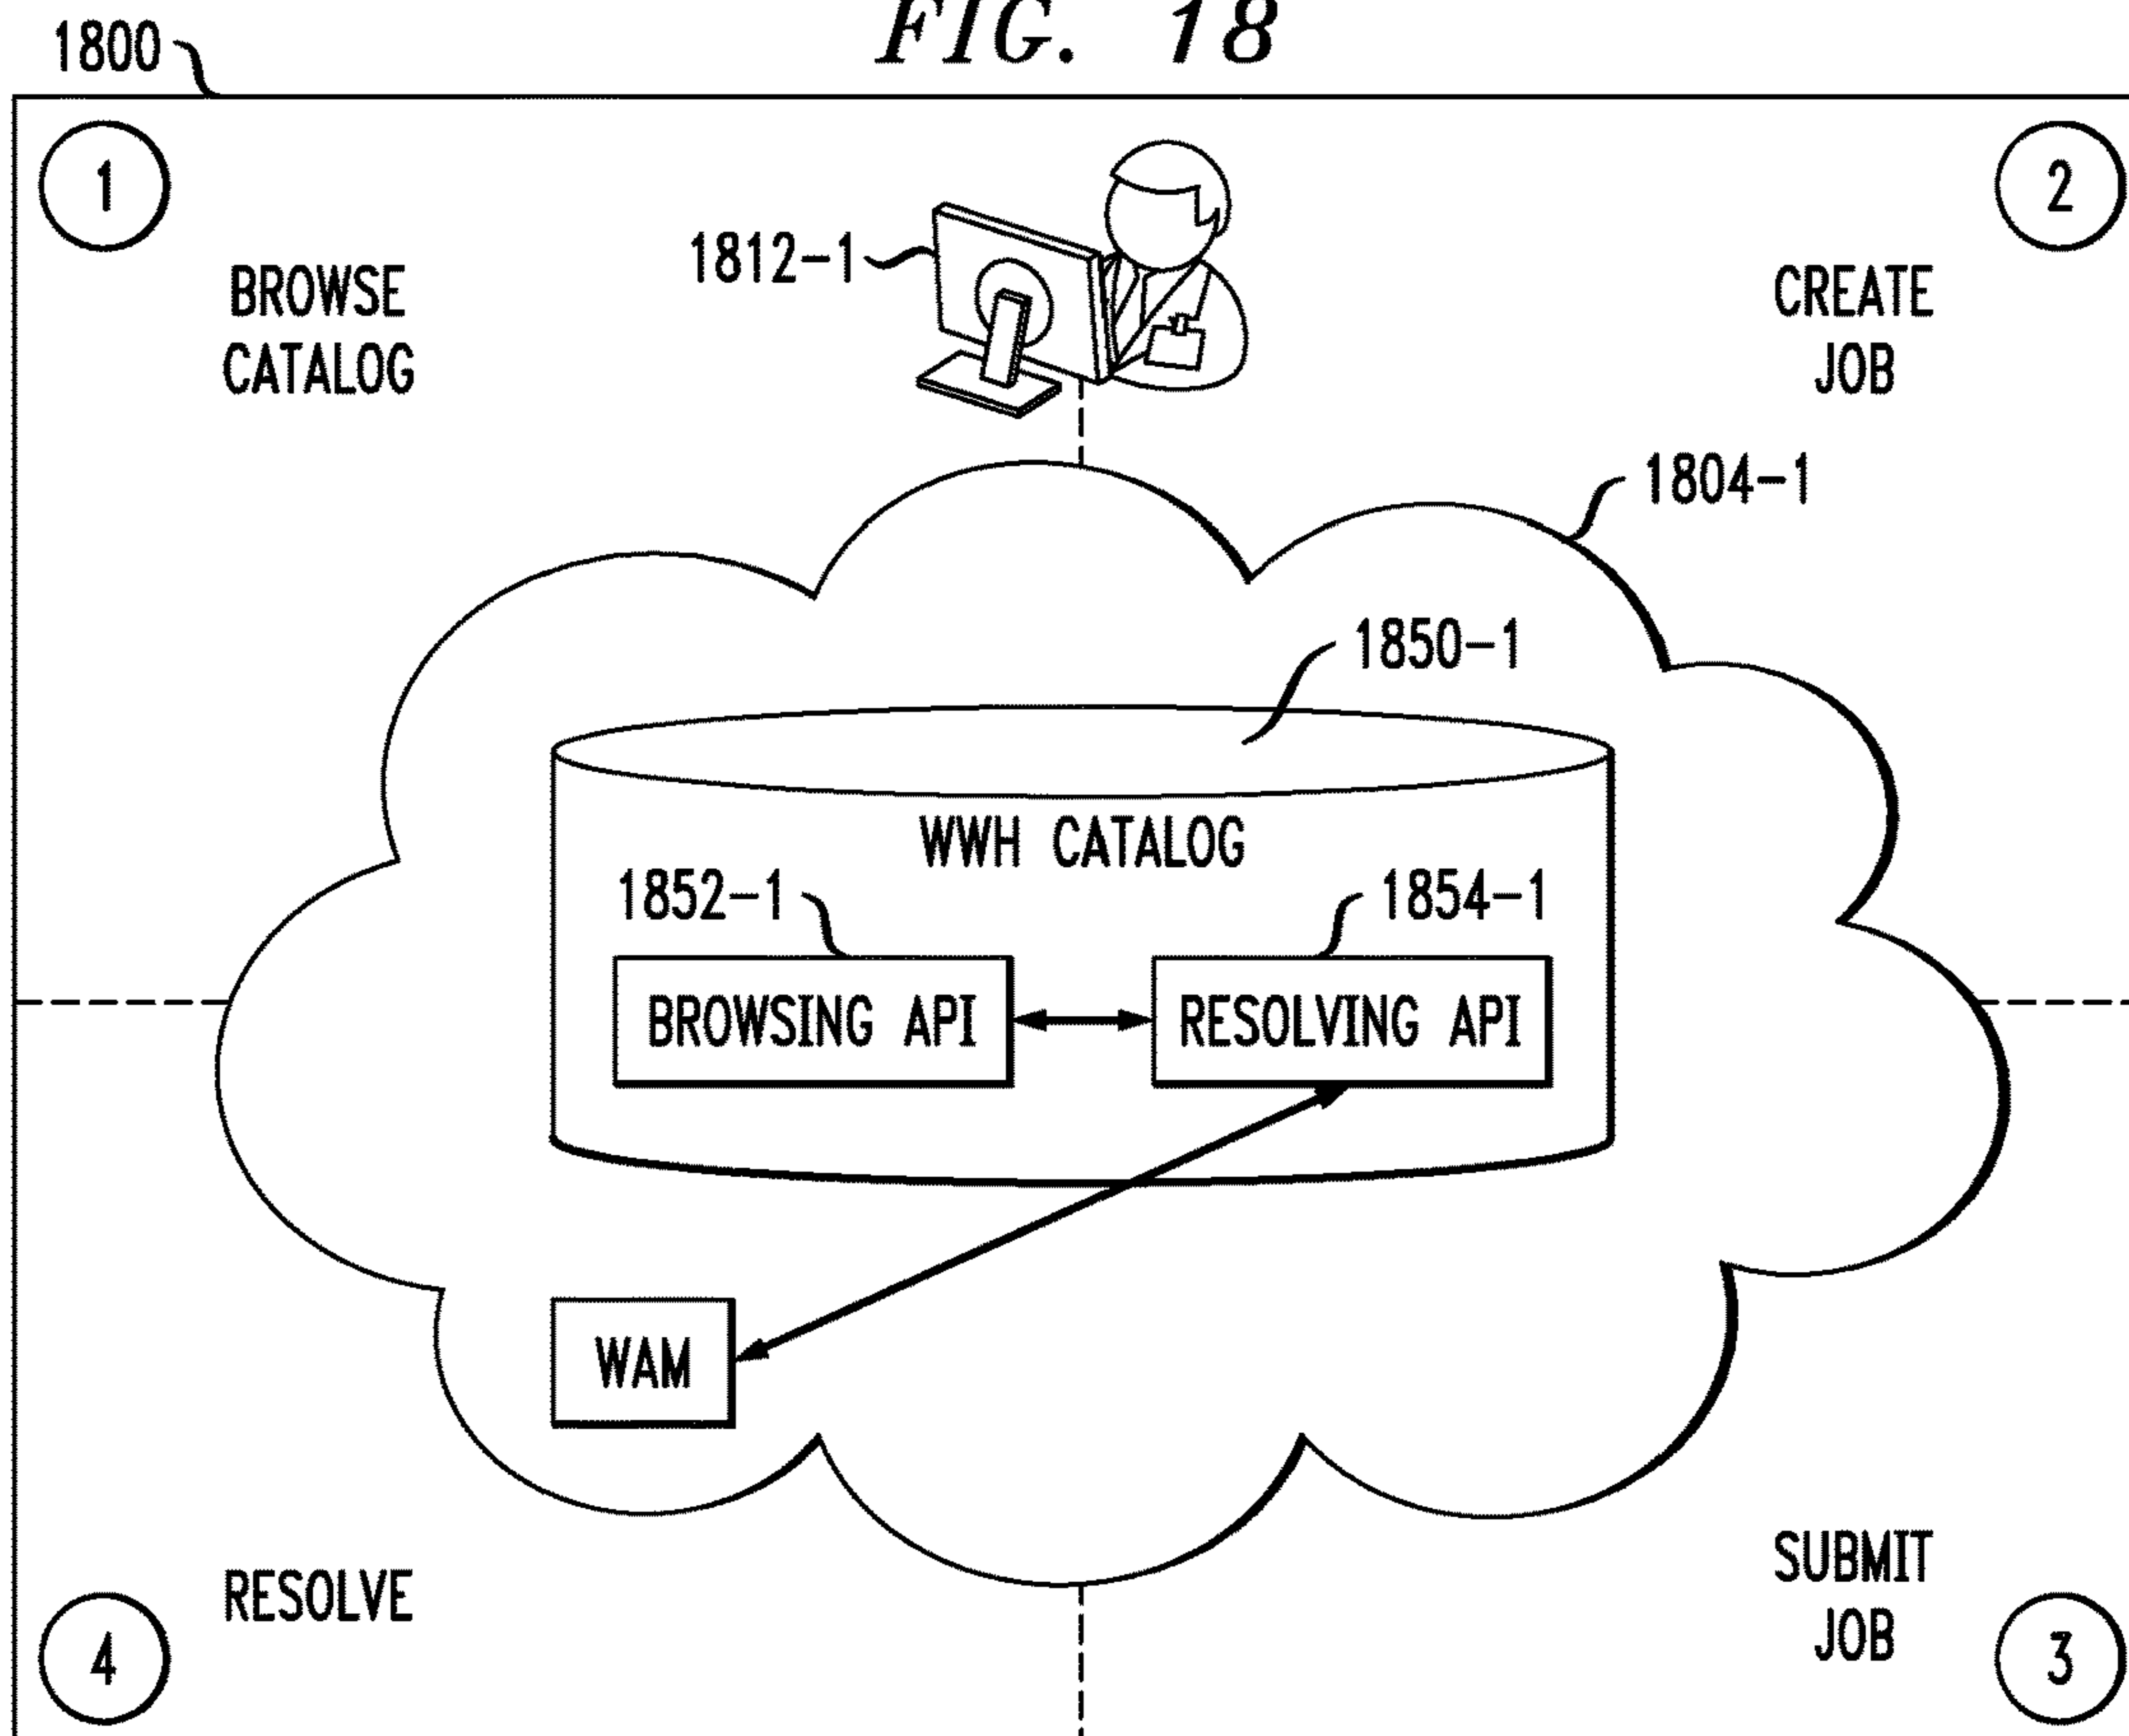 FIG. 18
1800
1
2
1812-1
BROWSE
CATALOG
CREATE
JOB
1804-1
1850-1
WWH CATALOG
1852-1
1854-1
BROWSING API
RESOLVING API
WAM
RESOLVE
SUBMIT
JOB
4
3